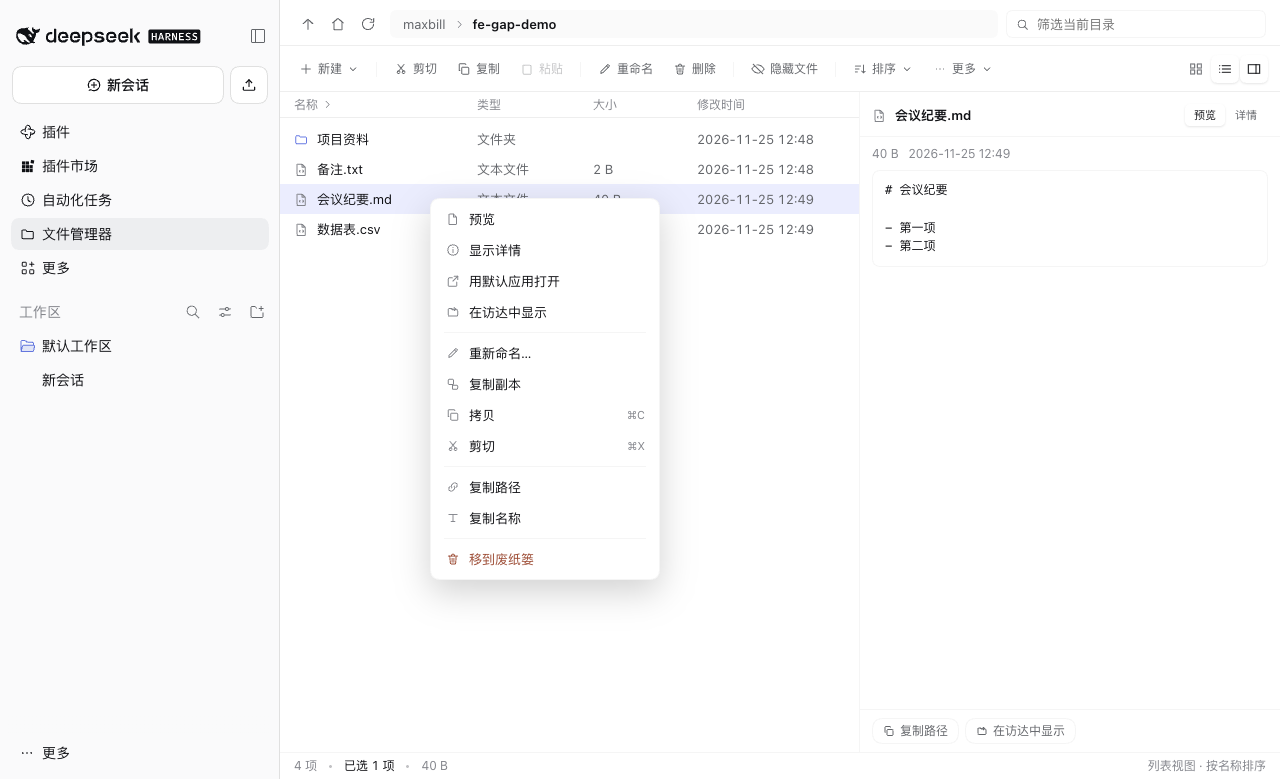 deepseek HARNESS
新会话
插件
插件市场
自动化任务
文件管理器
更多
工作区
默认工作区
新会话
更多
maxbill
fe-gap-demo
筛选当前目录
新建
剪切
复制
粘贴
重命名
删除
隐藏文件
排序
更多
名称 类型 大小 修改时间
项目资料 文件夹 2026-11-25 12:48
备注.txt 文本文件 2 B 2026-11-25 12:48
会议纪要.md 文本文件 40 B 2026-11-25 12:49
数据表.csv 2026-11-25 12:49
预览
显示详情
用默认应用打开
在访达中显示
重新命名...
复制副本
拷贝 ⌘C
剪切 ⌘X
复制路径
复制名称
移到废纸篓
会议纪要.md
预览
详情
40 B 2026-11-25 12:49
# 会议纪要
- 第一项
- 第二项
复制路径
在访达中显示
4 项 • 已选 1 项 • 40 B
列表视图 · 按名称排序